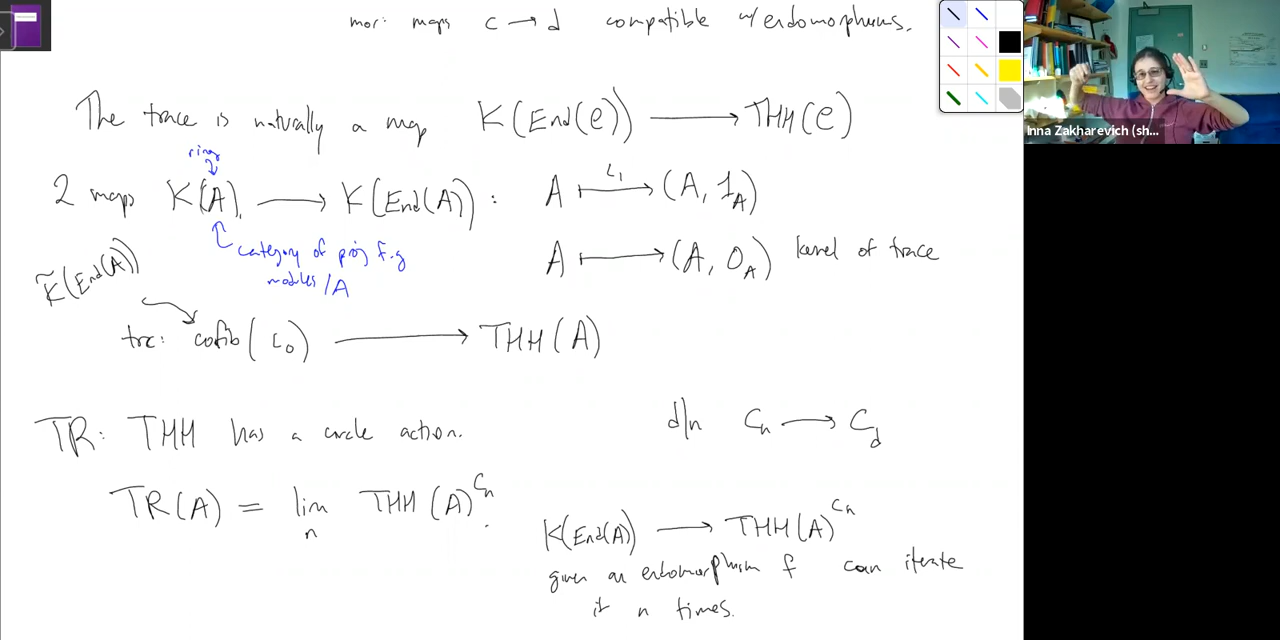 mor: maps c → d compatible w/ endomorphisms.
The trace is naturally a map K(End(C)) → THH(C)
ring
2 maps K(A) → K(End(A)) : A ↦ (A, 1_A)
ι₁
category of proj f.g modules / A
A ↦ (A, 0_A) kernel of trace
K̃(End(A))
trc: cofib(ι₀) → THH(A)
TR: THH has a circle action.
d|n C_n → C_d
TR(A) = lim_n THH(A)^{C_n}
K(End(A)) → THH(A)^{C_n}
given an endomorphism f can iterate
it n times.
Inna Zakharevich (sh...